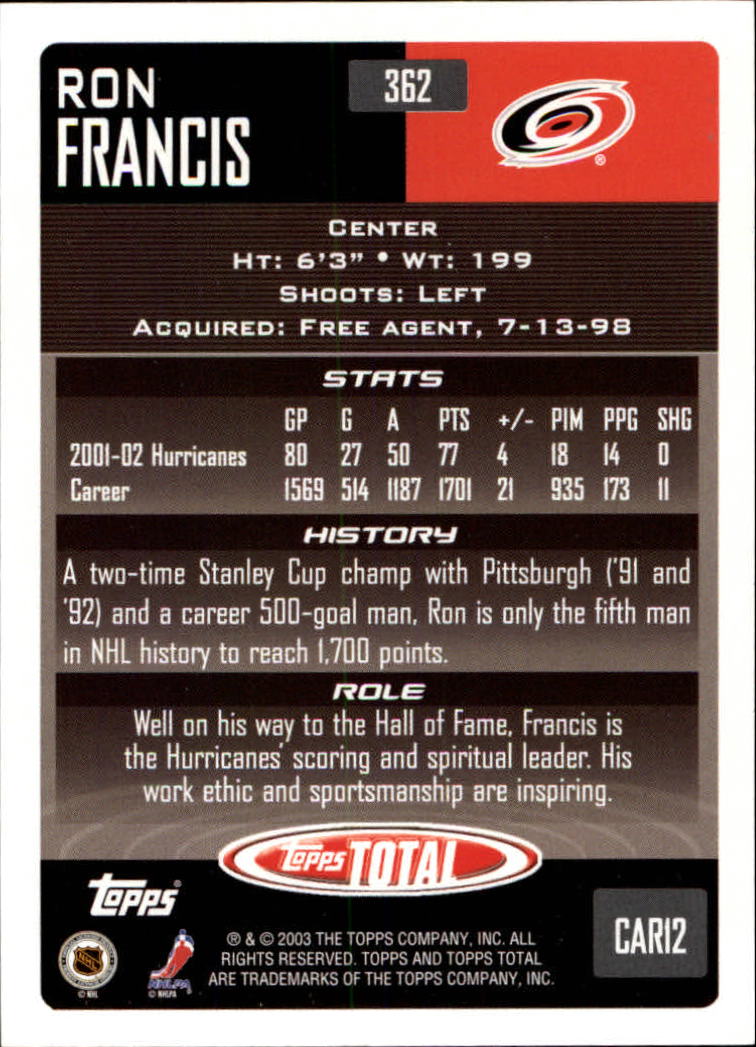 RON
FRANCIS
362
®
CENTER
HT: 6'3" • WT: 199
SHOOTS: LEFT
ACQUIRED: FREE AGENT, 7-13-98
STATS
GP G A PTS +/- PIM PPG SHG
2001-02 Hurricanes 80 27 50 77 4 18 14 0
Career 1569 514 1187 1701 21 935 173 11
HISTORY
A two-time Stanley Cup champ with Pittsburgh ('91 and
'92) and a career 500-goal man, Ron is only the fifth man
in NHL history to reach 1,700 points.
ROLE
Well on his way to the Hall of Fame, Francis is
the Hurricanes' scoring and spiritual leader. His
work ethic and sportsmanship are inspiring.
topps TOTAL
topps®
CAR12
® & © 2003 THE TOPPS COMPANY, INC. ALL
RIGHTS RESERVED. TOPPS AND TOPPS TOTAL
ARE TRADEMARKS OF THE TOPPS COMPANY, INC.
NHL
© NHL
NHLPA
© NHLPA